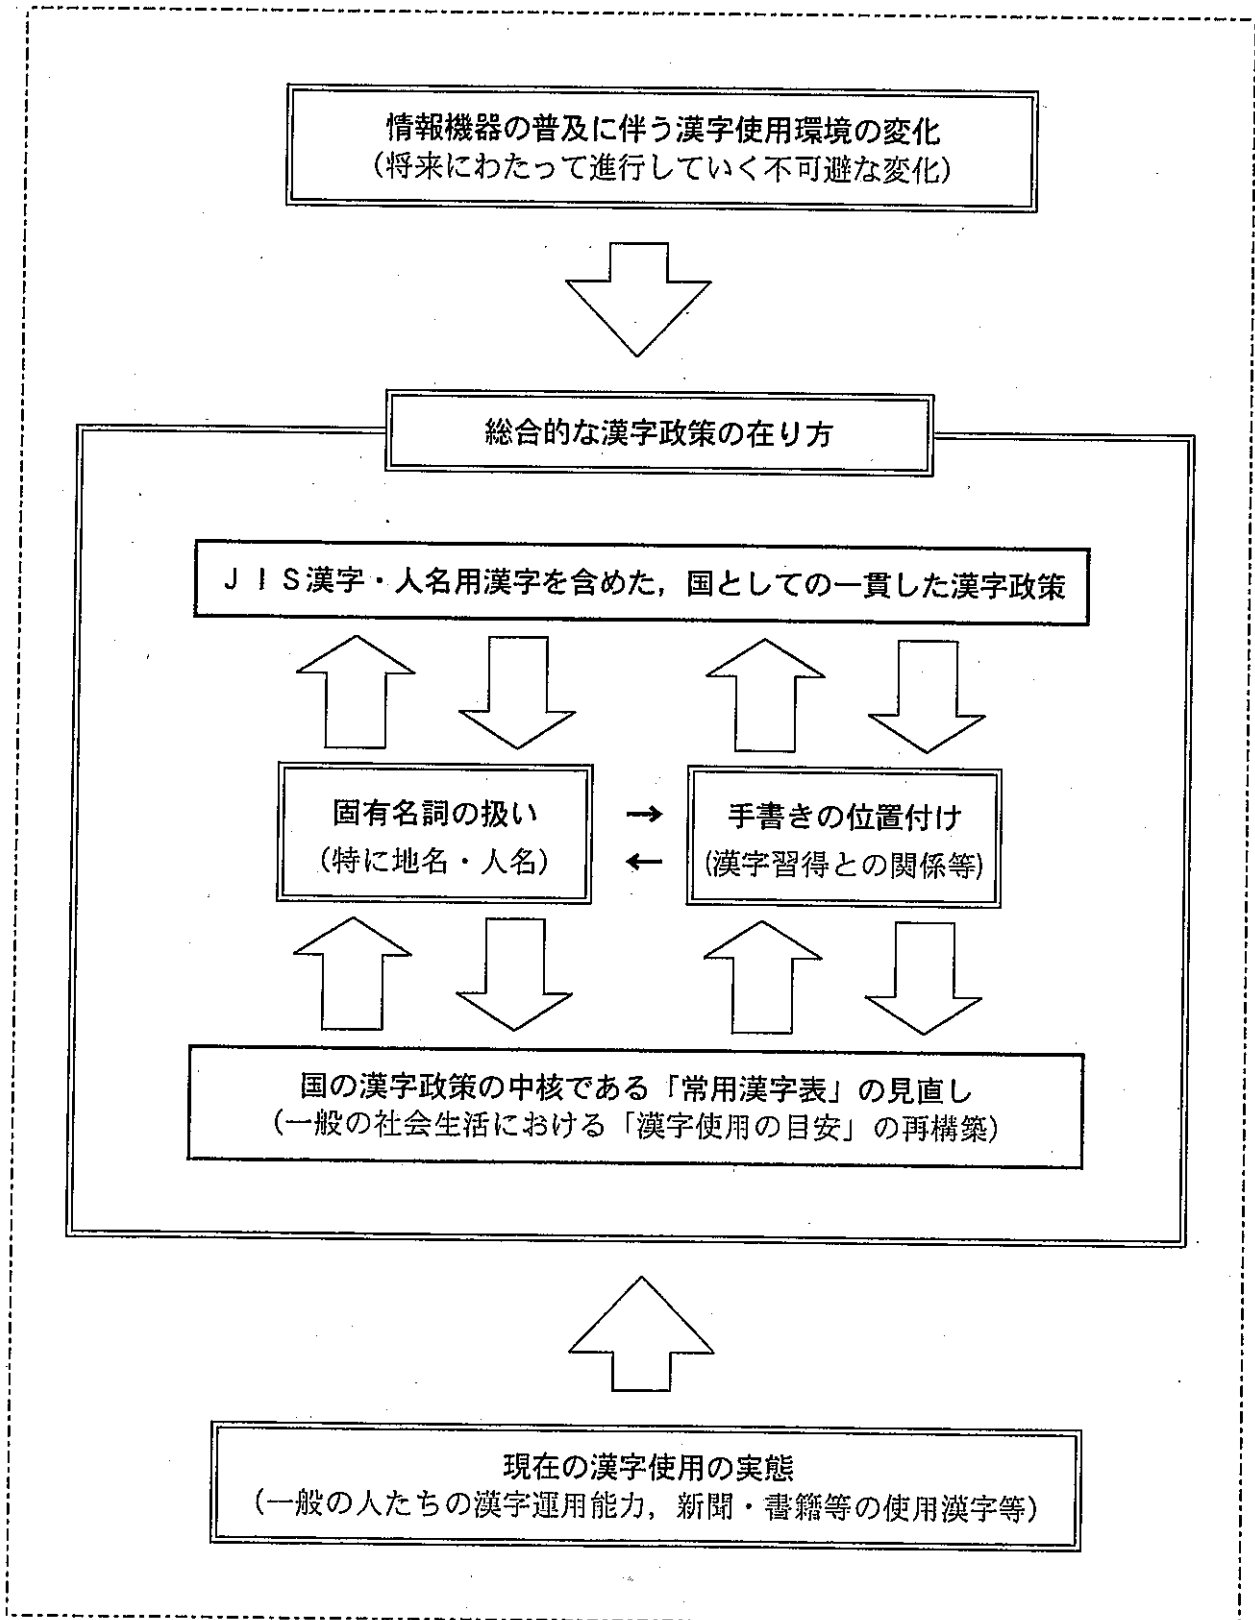 情報機器の普及に伴う漢字使用環境の変化
(将来にわたって進行していく不可避な変化)
総合的な漢字政策の在り方
JIS漢字・人名用漢字を含めた,国としての一貫した漢字政策
固有名詞の扱い
(特に地名・人名)
→
←
手書きの位置付け
(漢字習得との関係等)
国の漢字政策の中核である「常用漢字表」の見直し
(一般の社会生活における「漢字使用の目安」の再構築)
現在の漢字使用の実態
(一般の人たちの漢字運用能力,新聞・書籍等の使用漢字等)